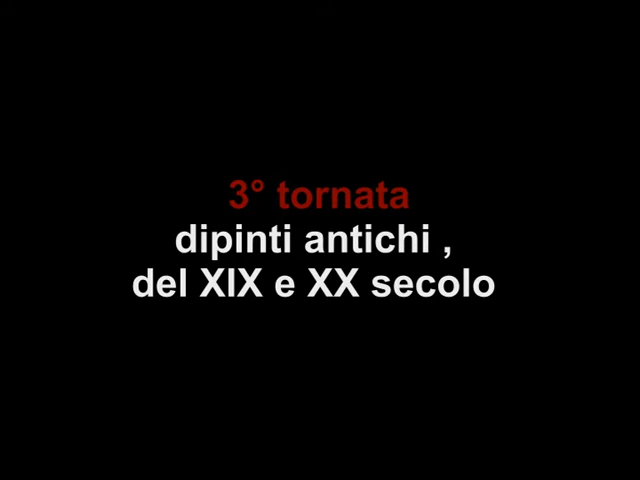 3° tornata
dipinti antichi ,
del XIX e XX secolo